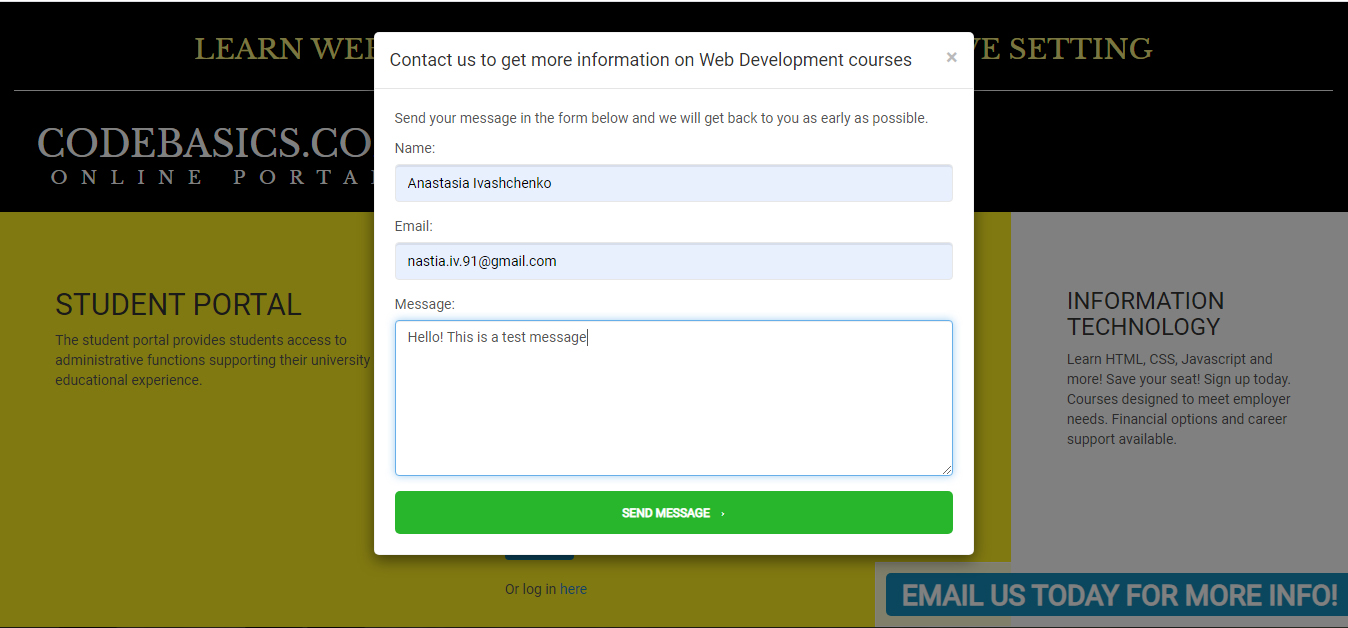 LEARN WE
VE SETTING
CODEBASICS.CO
ONLINE PORTA
Contact us to get more information on Web Development courses ×
Send your message in the form below and we will get back to you as early as possible.
Name:
Anastasia Ivashchenko
Email:
nastia.iv.91@gmail.com
Message:
Hello! This is a test message
SEND MESSAGE ›
STUDENT PORTAL
The student portal provides students access to
administrative functions supporting their university
educational experience.
Or log in here
INFORMATION
TECHNOLOGY
Learn HTML, CSS, Javascript and
more! Save your seat! Sign up today.
Courses designed to meet employer
needs. Financial options and career
support available.
EMAIL US TODAY FOR MORE INFO!